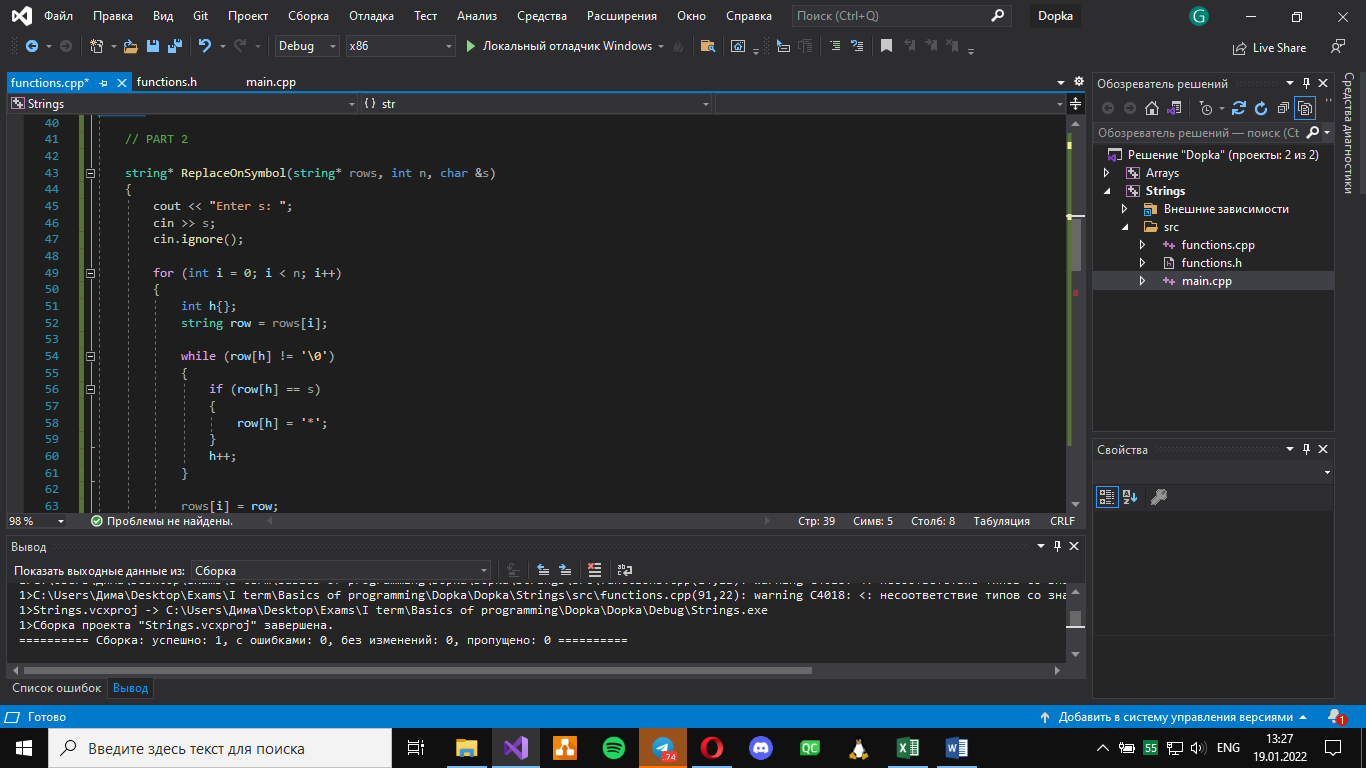 Файл Правка Вид Git Проект Сборка Отладка Тест Анализ Средства Расширения Окно Справка Поиск (Ctrl+Q) Dopka G
Debug x86 Локальный отладчик Windows Live Share
functions.cpp* functions.h main.cpp
Strings {} str
40
41 // PART 2
42
43 string* ReplaceOnSymbol(string* rows, int n, char &s)
44 {
45 cout << "Enter s: ";
46 cin >> s;
47 cin.ignore();
48
49 for (int i = 0; i < n; i++)
50 {
51 int h{};
52 string row = rows[i];
53
54 while (row[h] != '\0')
55 {
56 if (row[h] == s)
57 {
58 row[h] = '*';
59 }
60 h++;
61 }
62
63 rows[i] = row;
98 % Проблемы не найдены. Стр: 39 Симв: 5 Столб: 8 Табуляция CRLF
Обозреватель решений
Обозреватель решений — поиск (Ct
Решение "Dopka" (проекты: 2 из 2)
Arrays
Strings
Внешние зависимости
src
functions.cpp
functions.h
main.cpp
Средства диагностики
Свойства
Вывод
Показать выходные данные из: Сборка
1>C:\Users\Дима\Desktop\Exams\I term\Basics of programming\Dopka\Dopka\Strings\src\functions.cpp(91,22): warning C4018: <: несоответствие типов со зна
1>Strings.vcxproj -> C:\Users\Дима\Desktop\Exams\I term\Basics of programming\Dopka\Dopka\Debug\Strings.exe
1>Сборка проекта "Strings.vcxproj" завершена.
========== Сборка: успешно: 1, с ошибками: 0, без изменений: 0, пропущено: 0 ==========
Список ошибок Вывод
Готово Добавить в систему управления версиями 1
Введите здесь текст для поиска 74 QC 55 ENG 13:27
19.01.2022